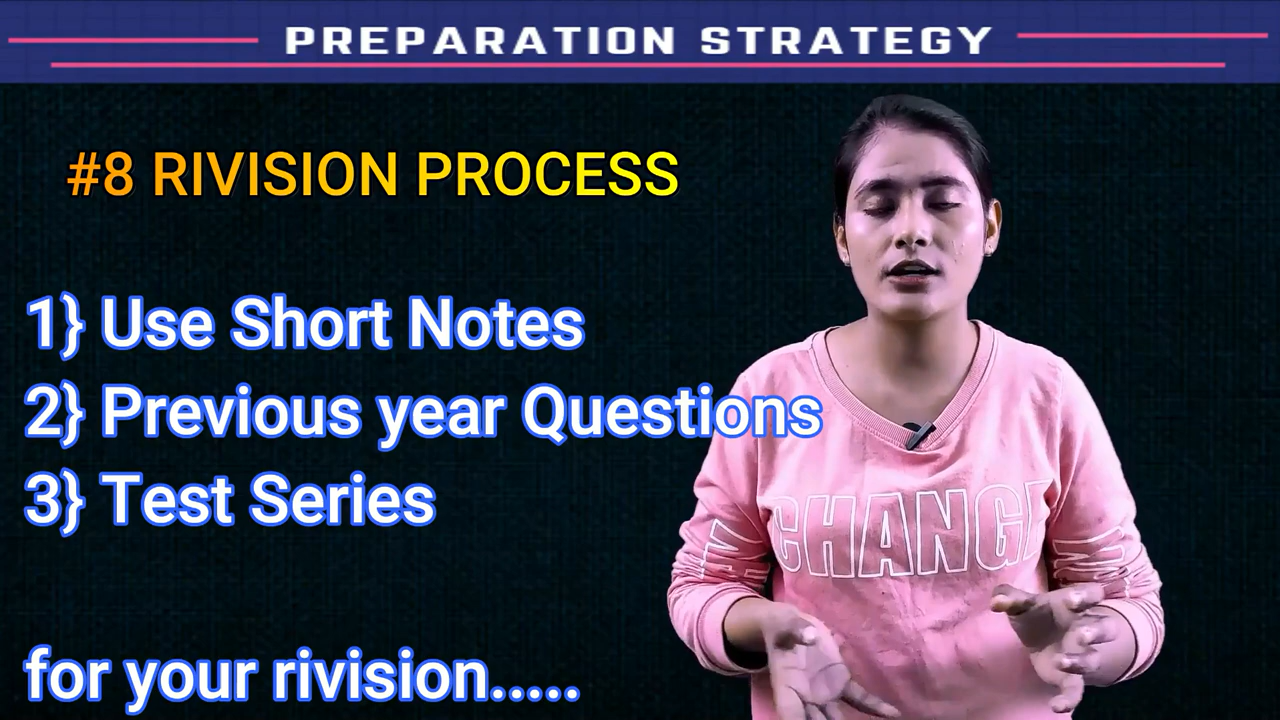 PREPARATION STRATEGY
#8 RIVISION PROCESS
1} Use Short Notes
2} Previous year Questions
3} Test Series
for your rivision.....
CHANGE